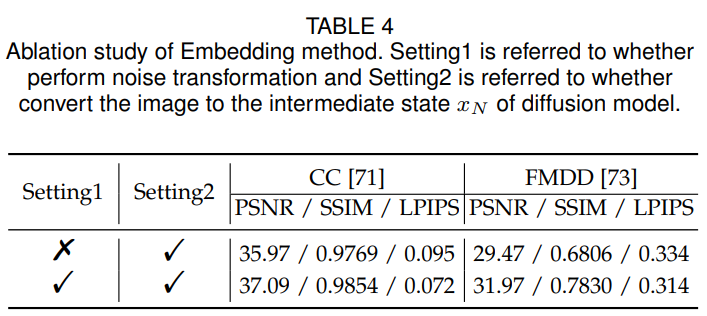 TABLE 4
Ablation study of Embedding method. Setting1 is referred to whether
perform noise transformation and Setting2 is referred to whether
convert the image to the intermediate state x_N of diffusion model.
Setting1 Setting2 CC [71] FMDD [73]
PSNR / SSIM / LPIPS PSNR / SSIM / LPIPS
✗ ✓ 35.97 / 0.9769 / 0.095 29.47 / 0.6806 / 0.334
✓ ✓ 37.09 / 0.9854 / 0.072 31.97 / 0.7830 / 0.314